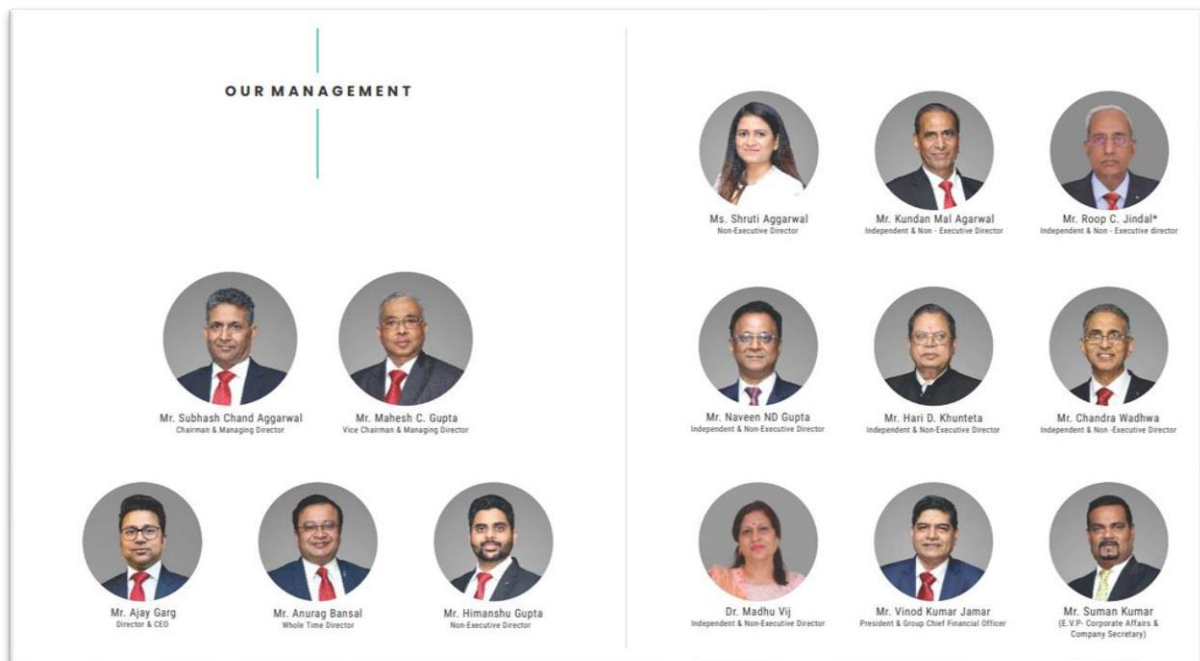 OUR MANAGEMENT
Mr. Subhash Chand Aggarwal
Chairman & Managing Director
Mr. Mahesh C. Gupta
Vice Chairman & Managing Director
Mr. Ajay Garg
Director & CEO
Mr. Anurag Bansal
Whole Time Director
Mr. Himanshu Gupta
Non-Executive Director
Ms. Shruti Aggarwal
Non-Executive Director
Mr. Kundan Mal Agarwal
Independent & Non - Executive Director
Mr. Roop C. Jindal*
Independent & Non - Executive director
Mr. Naveen ND Gupta
Independent & Non-Executive Director
Mr. Hari D. Khunteta
Independent & Non-Executive Director
Mr. Chandra Wadhwa
Independent & Non -Executive Director
Dr. Madhu Vij
Independent & Non-Executive Director
Mr. Vinod Kumar Jamar
President & Group Chief Financial Officer
Mr. Suman Kumar
(E.V.P- Corporate Affairs &
Company Secretary)